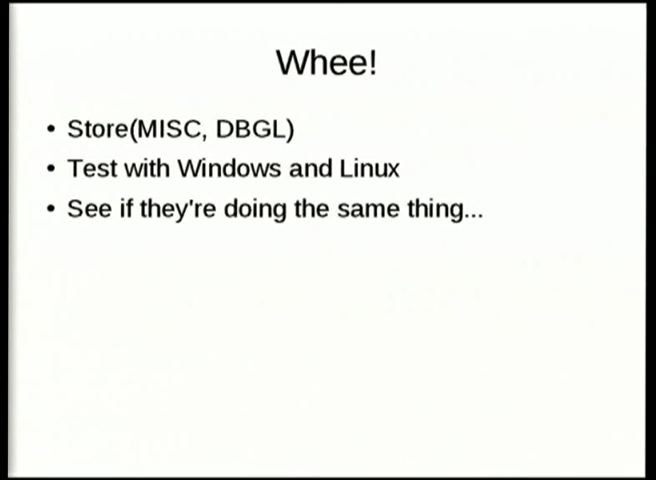 Whee!
• Store(MISC, DBGL)
• Test with Windows and Linux
• See if they're doing the same thing...